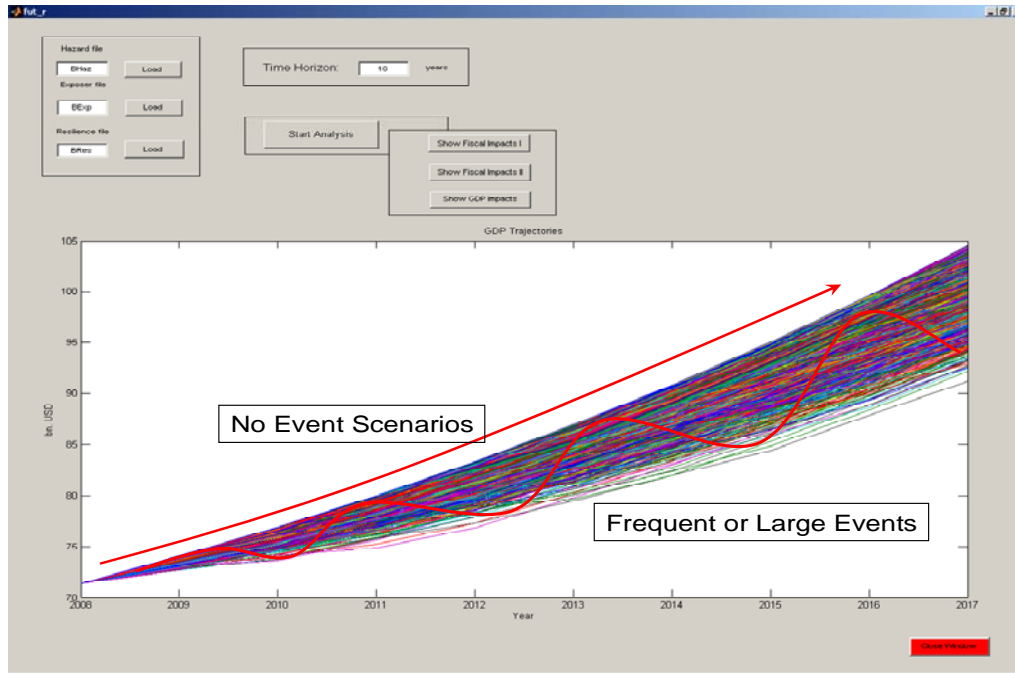 fut_r
Hazard file
BHaz Load
Exposer file
BExp Load
Resilience file
BRes Load
Time Horizon: 10 years
Start Analysis
Show Fiscal Impacts I
Show Fiscal Impacts II
Show GDP impacts
GDP Trajectories
105
100
95
90
85
80
75
70
bn. USD
No Event Scenarios
Frequent or Large Events
2008 2009 2010 2011 2012 2013 2014 2015 2016 2017
Year
Close Window